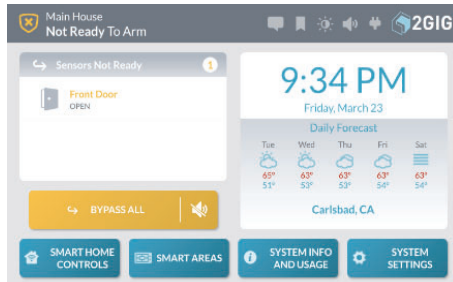 Main House
Not Ready To Arm
2GIG
Sensors Not Ready
1
Front Door
OPEN
BYPASS ALL
9:34 PM
Friday, March 23
Daily Forecast
Tue Wed Thu Fri Sat
65° 63° 63° 63° 63°
51° 53° 53° 54° 54°
Carlsbad, CA
SMART HOME
CONTROLS
SMART AREAS
SYSTEM INFO
AND USAGE
SYSTEM
SETTINGS